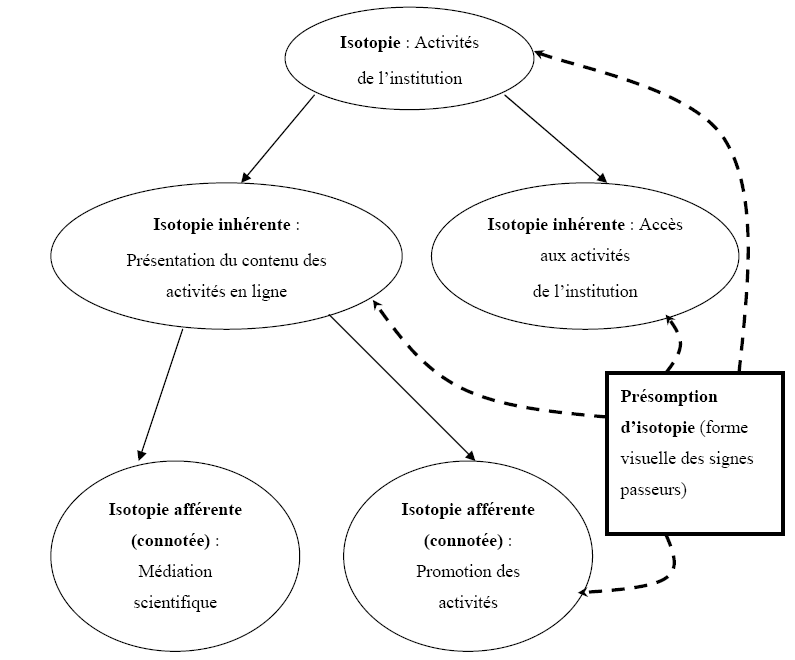 Isotopie : Activités
de l’institution
Isotopie inhérente :
Présentation du contenu des
activités en ligne
Isotopie inhérente : Accès
aux activités
de l’institution
Présomption
d’isotopie (forme
visuelle des signes
passeurs)
Isotopie afférente
(connotée) :
Médiation
scientifique
Isotopie afférente
(connotée) :
Promotion des
activités